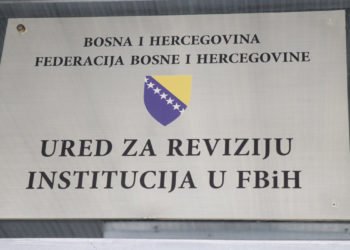 BOSNA I HERCEGOVINA
FEDERACIJA BOSNE I HERCEGOVINE
URED ZA REVIZIJU
INSTITUCIJA U FBiH